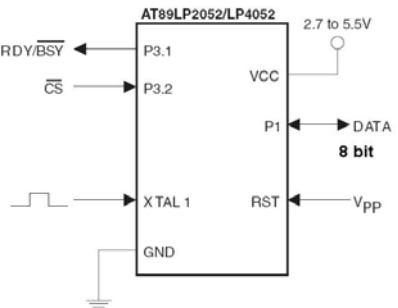 AT89LP2052/LP4052
2.7 to 5.5V
RDY/BSY
P3.1
CS
P3.2
VCC
P1
DATA
8 bit
XTAL 1
RST
VPP
GND